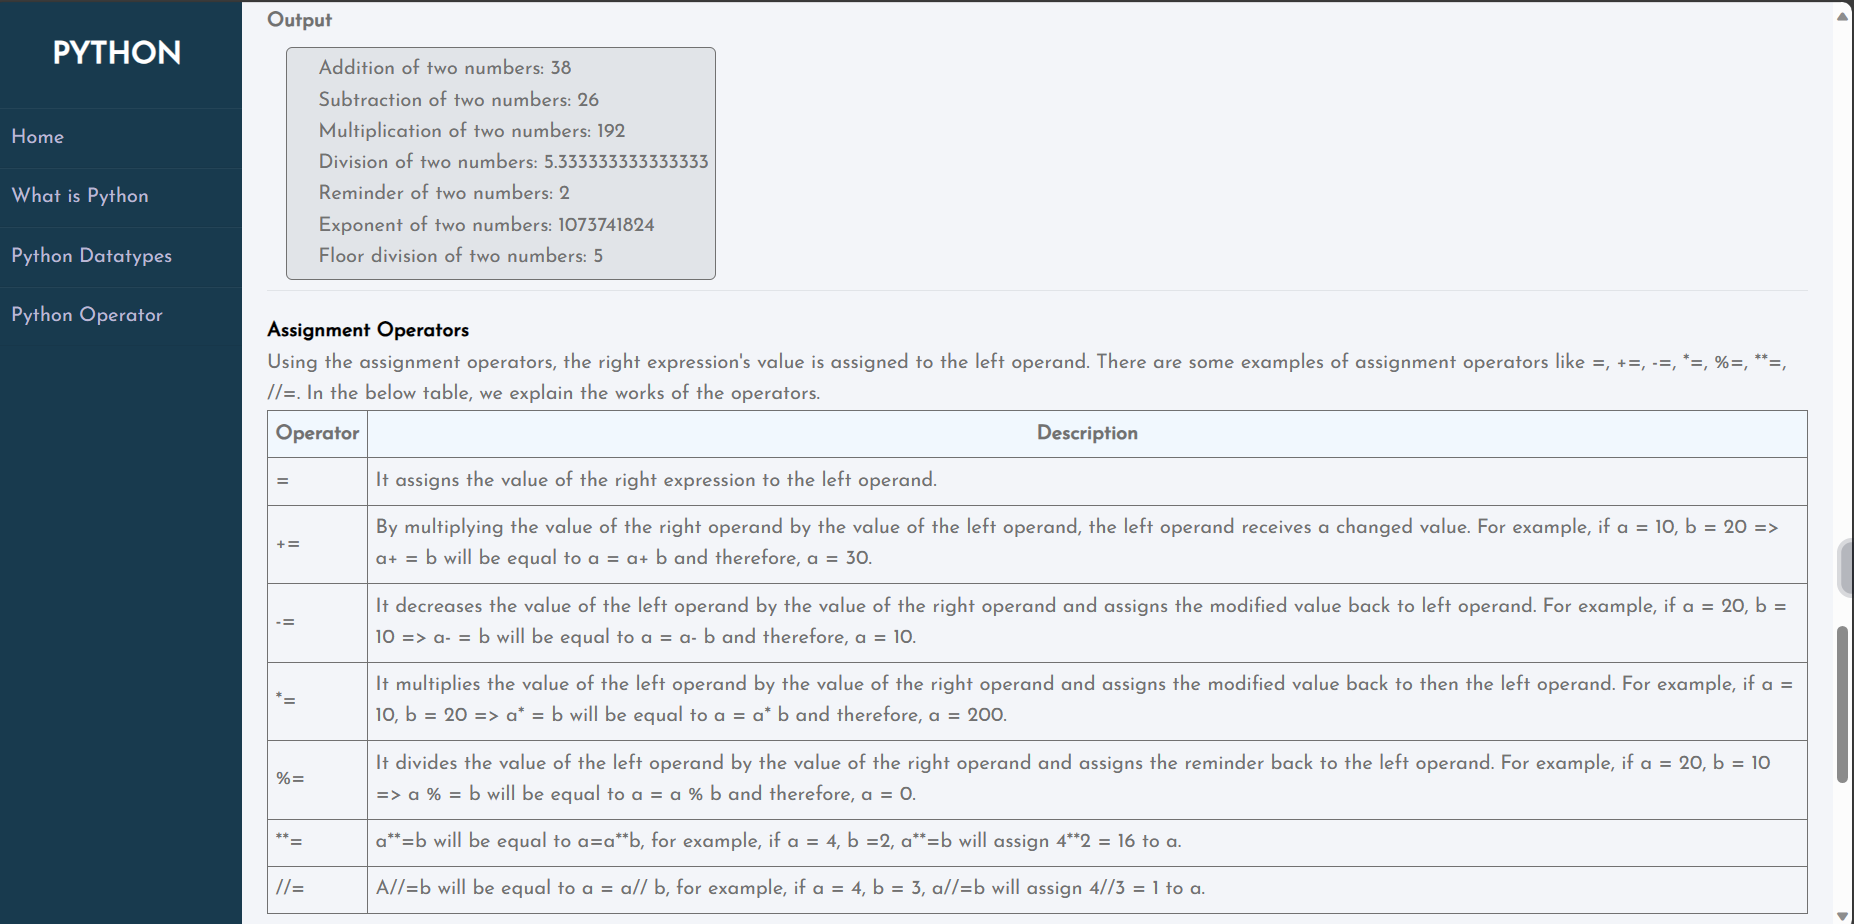 PYTHON
Home
What is Python
Python Datatypes
Python Operator
Output
Addition of two numbers: 38
Subtraction of two numbers: 26
Multiplication of two numbers: 192
Division of two numbers: 5.333333333333333
Reminder of two numbers: 2
Exponent of two numbers: 1073741824
Floor division of two numbers: 5
Assignment Operators
Using the assignment operators, the right expression's value is assigned to the left operand. There are some examples of assignment operators like =, +=, -=, *=, %=, **=,
//=. In the below table, we explain the works of the operators.
Operator Description
= It assigns the value of the right expression to the left operand.
+= By multiplying the value of the right operand by the value of the left operand, the left operand receives a changed value. For example, if a = 10, b = 20 =>
a+ = b will be equal to a = a+ b and therefore, a = 30.
-= It decreases the value of the left operand by the value of the right operand and assigns the modified value back to left operand. For example, if a = 20, b =
10 => a- = b will be equal to a = a- b and therefore, a = 10.
*= It multiplies the value of the left operand by the value of the right operand and assigns the modified value back to then the left operand. For example, if a =
10, b = 20 => a* = b will be equal to a = a* b and therefore, a = 200.
%= It divides the value of the left operand by the value of the right operand and assigns the reminder back to the left operand. For example, if a = 20, b = 10
=> a % = b will be equal to a = a % b and therefore, a = 0.
**= a**=b will be equal to a=a**b, for example, if a = 4, b =2, a**=b will assign 4**2 = 16 to a.
//= A//=b will be equal to a = a// b, for example, if a = 4, b = 3, a//=b will assign 4//3 = 1 to a.